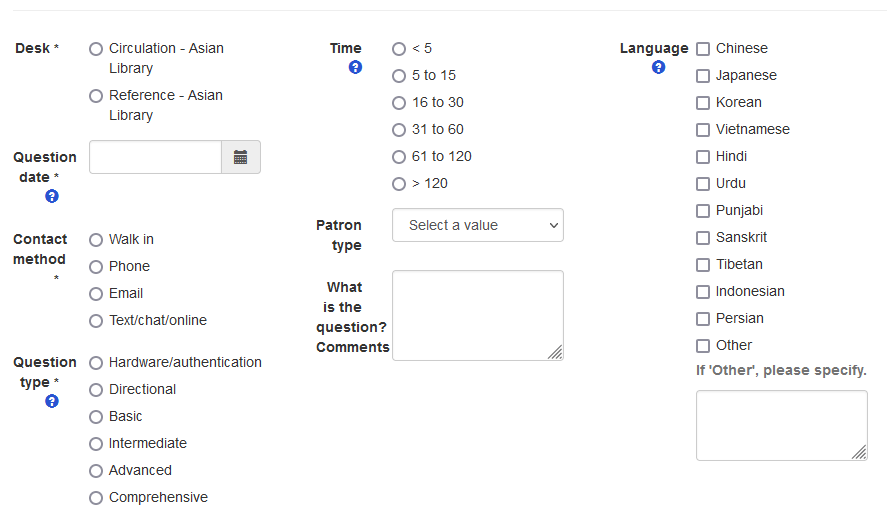 Desk *
Circulation - Asian
Library
Reference - Asian
Library
Question
date *
?
Contact
method
*
Walk in
Phone
Email
Text/chat/online
Question
type *
?
Hardware/authentication
Directional
Basic
Intermediate
Advanced
Comprehensive
Time
?
< 5
5 to 15
16 to 30
31 to 60
61 to 120
> 120
Patron
type
Select a value
What
is the
question?
Comments
Language
?
Chinese
Japanese
Korean
Vietnamese
Hindi
Urdu
Punjabi
Sanskrit
Tibetan
Indonesian
Persian
Other
If 'Other', please specify.